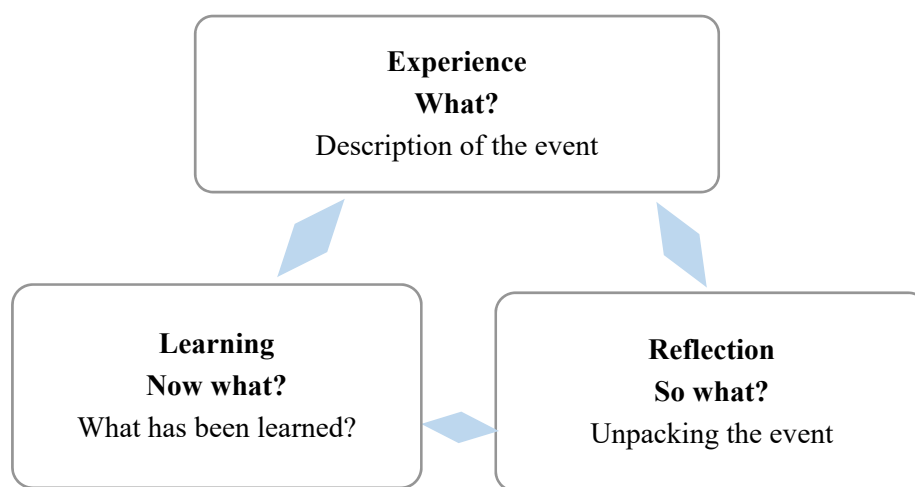 Experience
What?
Description of the event
Learning
Now what?
What has been learned?
Reflection
So what?
Unpacking the event